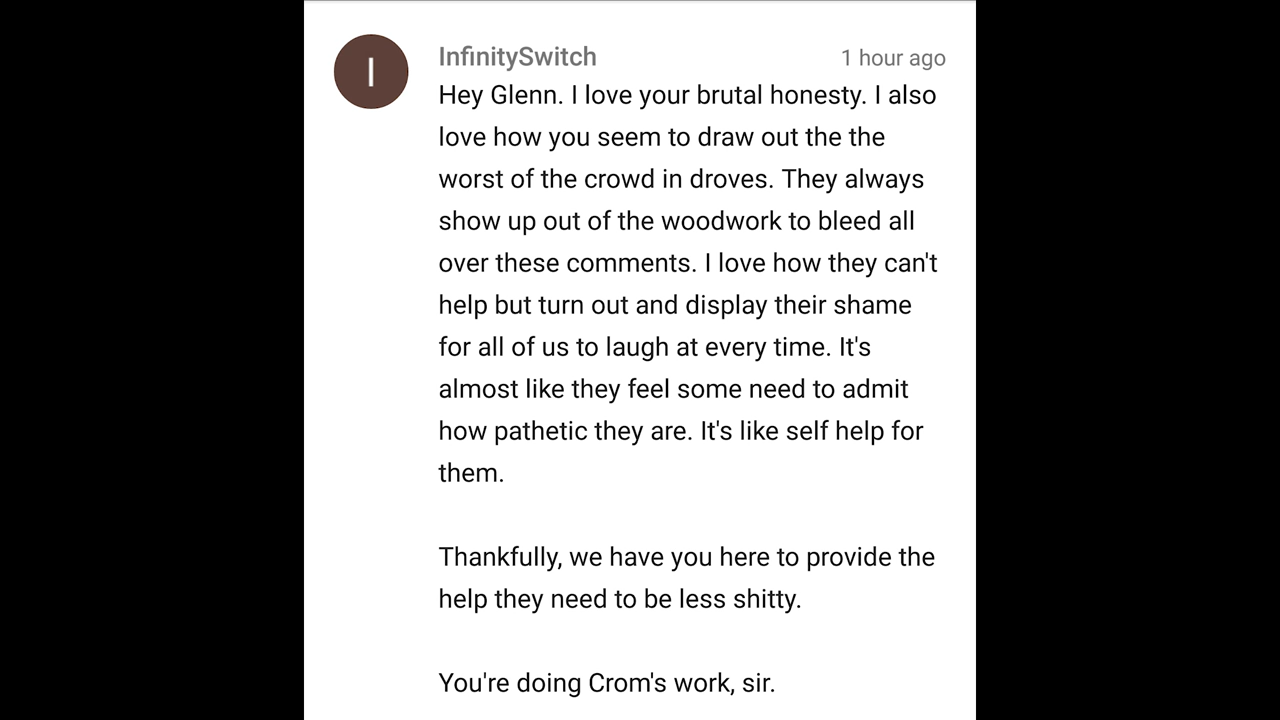 I
InfinitySwitch
1 hour ago
Hey Glenn. I love your brutal honesty. I also
love how you seem to draw out the the
worst of the crowd in droves. They always
show up out of the woodwork to bleed all
over these comments. I love how they can't
help but turn out and display their shame
for all of us to laugh at every time. It's
almost like they feel some need to admit
how pathetic they are. It's like self help for
them.
Thankfully, we have you here to provide the
help they need to be less shitty.
You're doing Crom's work, sir.